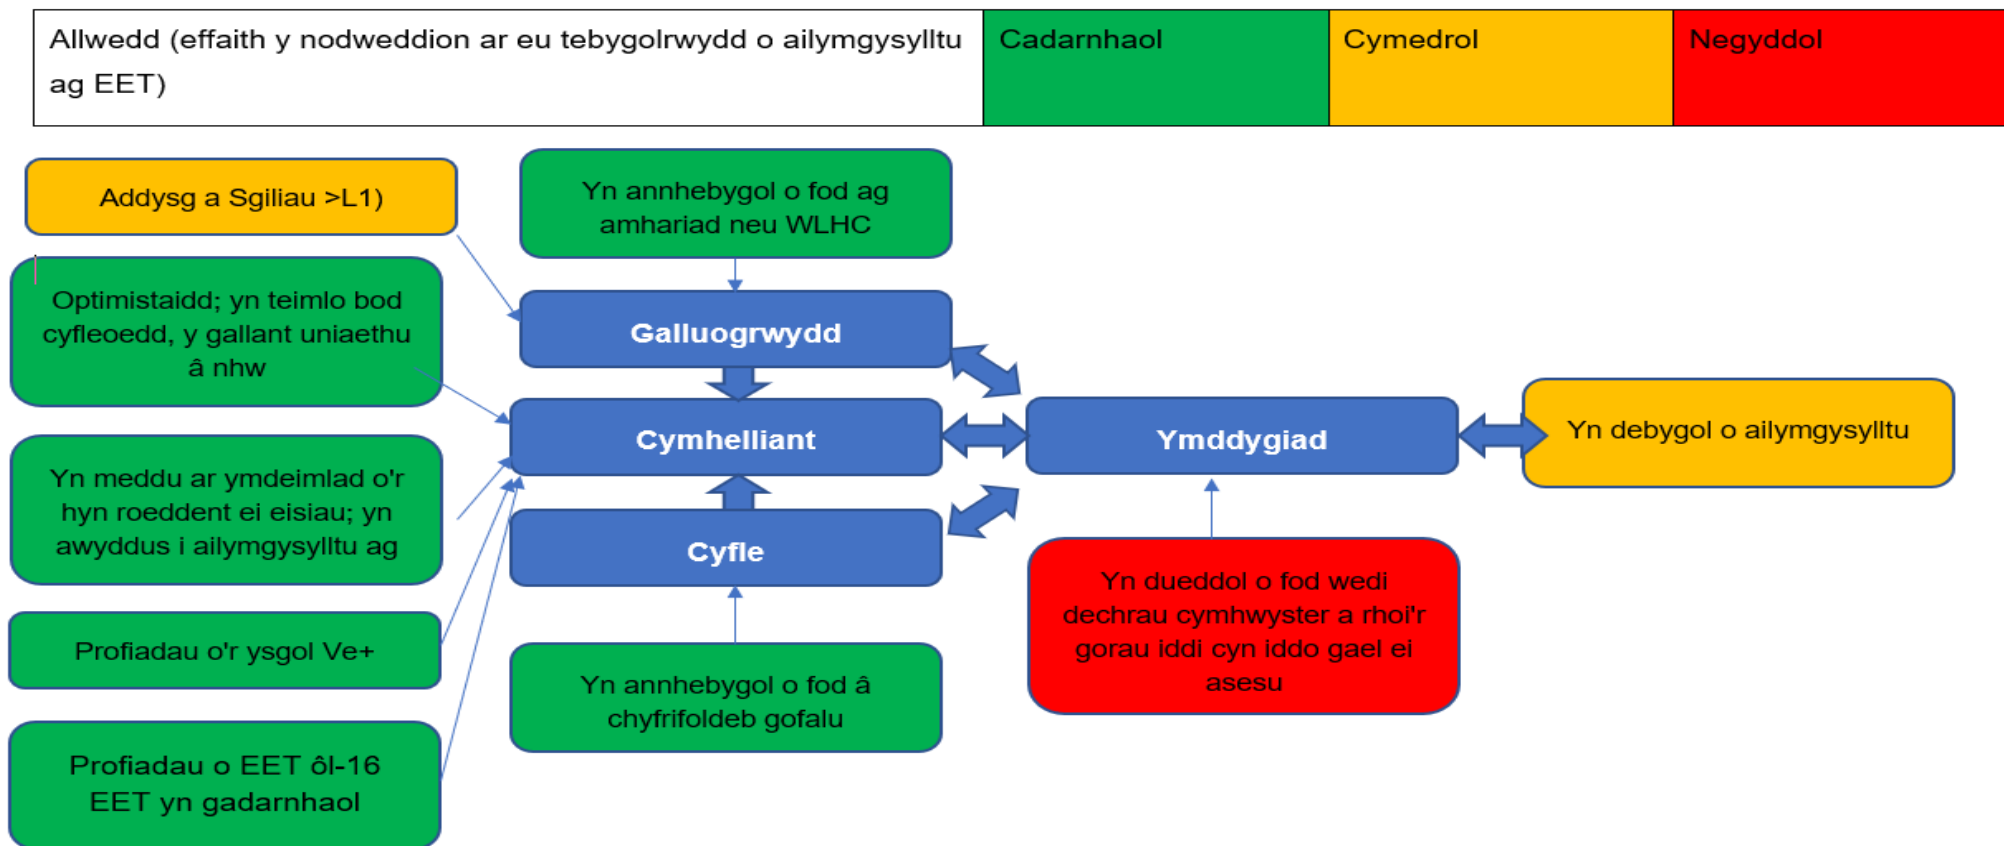 Allwedd (effaith y nodweddion ar eu tebygolrwydd o ailymgysylltu
ag EET)
Cadarnhaol
Cymedrol
Negyddol
Addysg a Sgiliau >L1)
Yn annhebygol o fod ag
amhariad neu WLHC
Optimistaidd; yn teimlo bod
cyfleoedd, y gallant uniaethu
â nhw
Galluogrwydd
Cymhelliant
Ymddygiad
Yn debygol o ailymgysylltu
Yn meddu ar ymdeimlad o'r
hyn roeddent ei eisiau; yn
awyddus i ailymgysylltu ag
Cyfle
Yn dueddol o fod wedi
dechrau cymhwyster a rhoi'r
gorau iddi cyn iddo gael ei
asesu
Profiadau o'r ysgol Ve+
Yn annhebygol o fod â
chyfrifoldeb gofalu
Profiadau o EET ôl-16
EET yn gadarnhaol